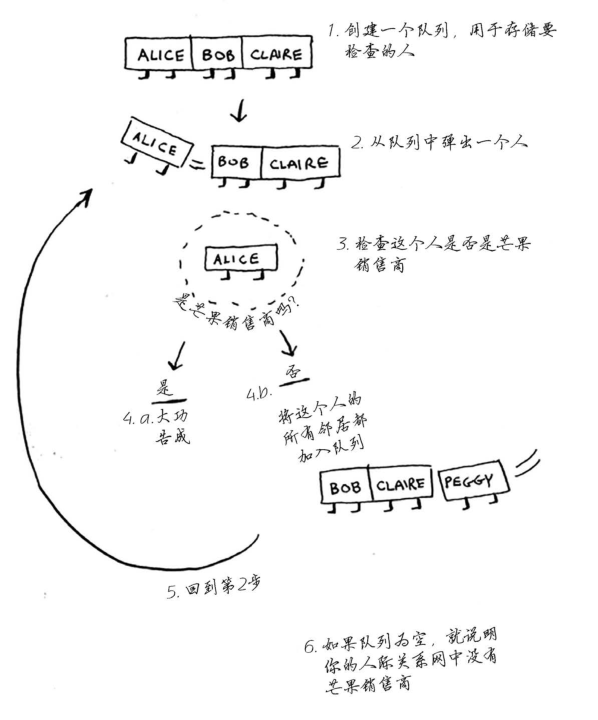 1. 创建一个队列，用于存储要
检查的人
ALICE BOB CLAIRE
2. 从队列中弹出一个人
ALICE
BOB CLAIRE
3. 检查这个人是否是芒果
销售商
ALICE
是芒果销售商吗？
是
4.a. 大功
告成
否
4.b. 将这个人的
所有邻居都
加入队列
BOB CLAIRE PEGGY
5. 回到第2步
6. 如果队列为空，就说明
你的人际关系网中没有
芒果销售商